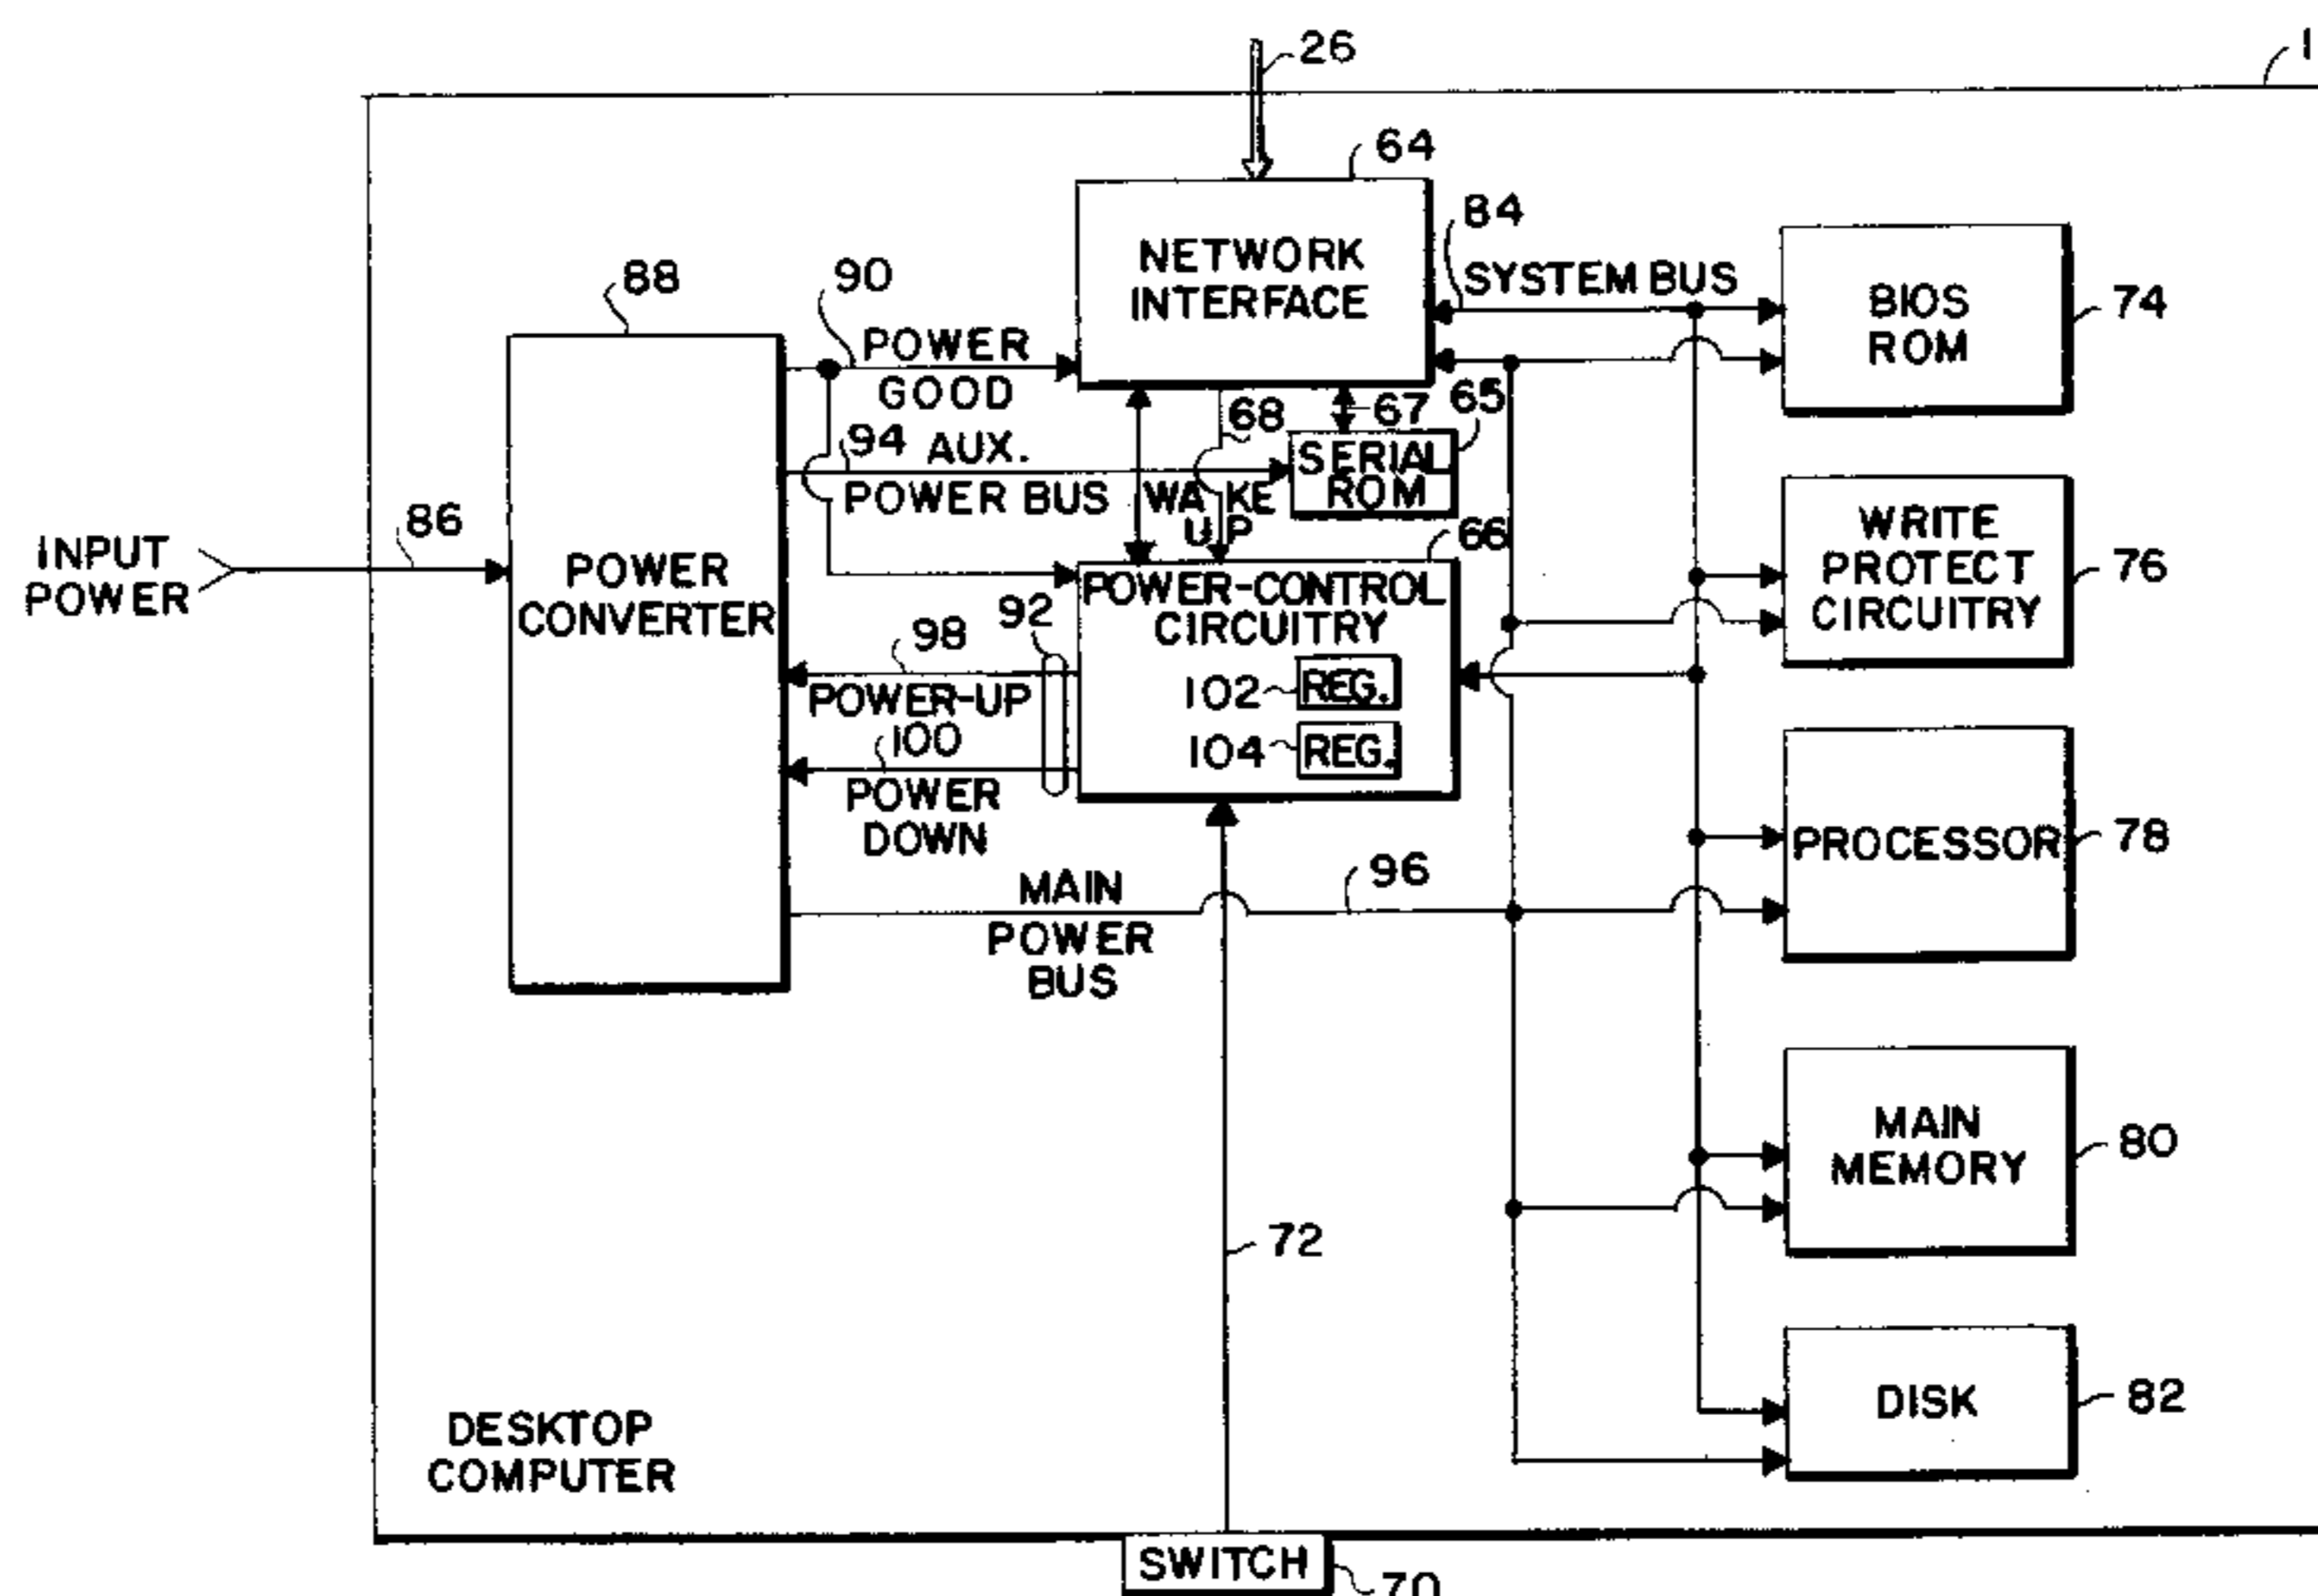 26
1
64
NETWORK
INTERFACE
84
SYSTEM BUS
BIOS
ROM
74
88
90
POWER
GOOD
68
67
65
94
AUX.
POWER BUS
WAKE
UP
SERIAL
ROM
66
INPUT
POWER
86
POWER
CONVERTER
WRITE
PROTECT
CIRCUITRY
76
98
92
POWER-CONTROL
CIRCUITRY
102
REG.
104
REG.
POWER-UP
100
POWER
DOWN
PROCESSOR
78
MAIN
POWER
BUS
96
72
MAIN
MEMORY
80
DISK
82
DESKTOP
COMPUTER
SWITCH
70